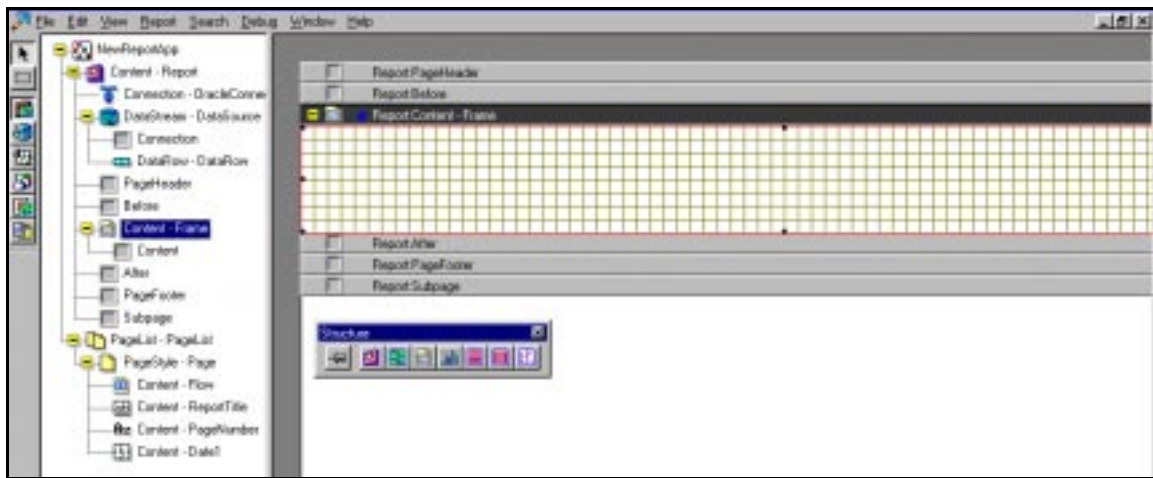 File Edit View Report Search Debug Window Help
NewReportApp
Content - Report
Connection - OracleConne
DataStream - DataSource
Connection
DataRow - DataRow
PageHeader
Before
Content - Frame
Content
After
PageFooter
Subpage
PageList - PageList
PageStyle - Page
Content - Flow
Content - ReportTitle
Content - PageNumber
Content - Date1
Report.PageHeader
Report.Before
Report.Content - Frame
Report.After
Report.PageFooter
Report.Subpage
Structure